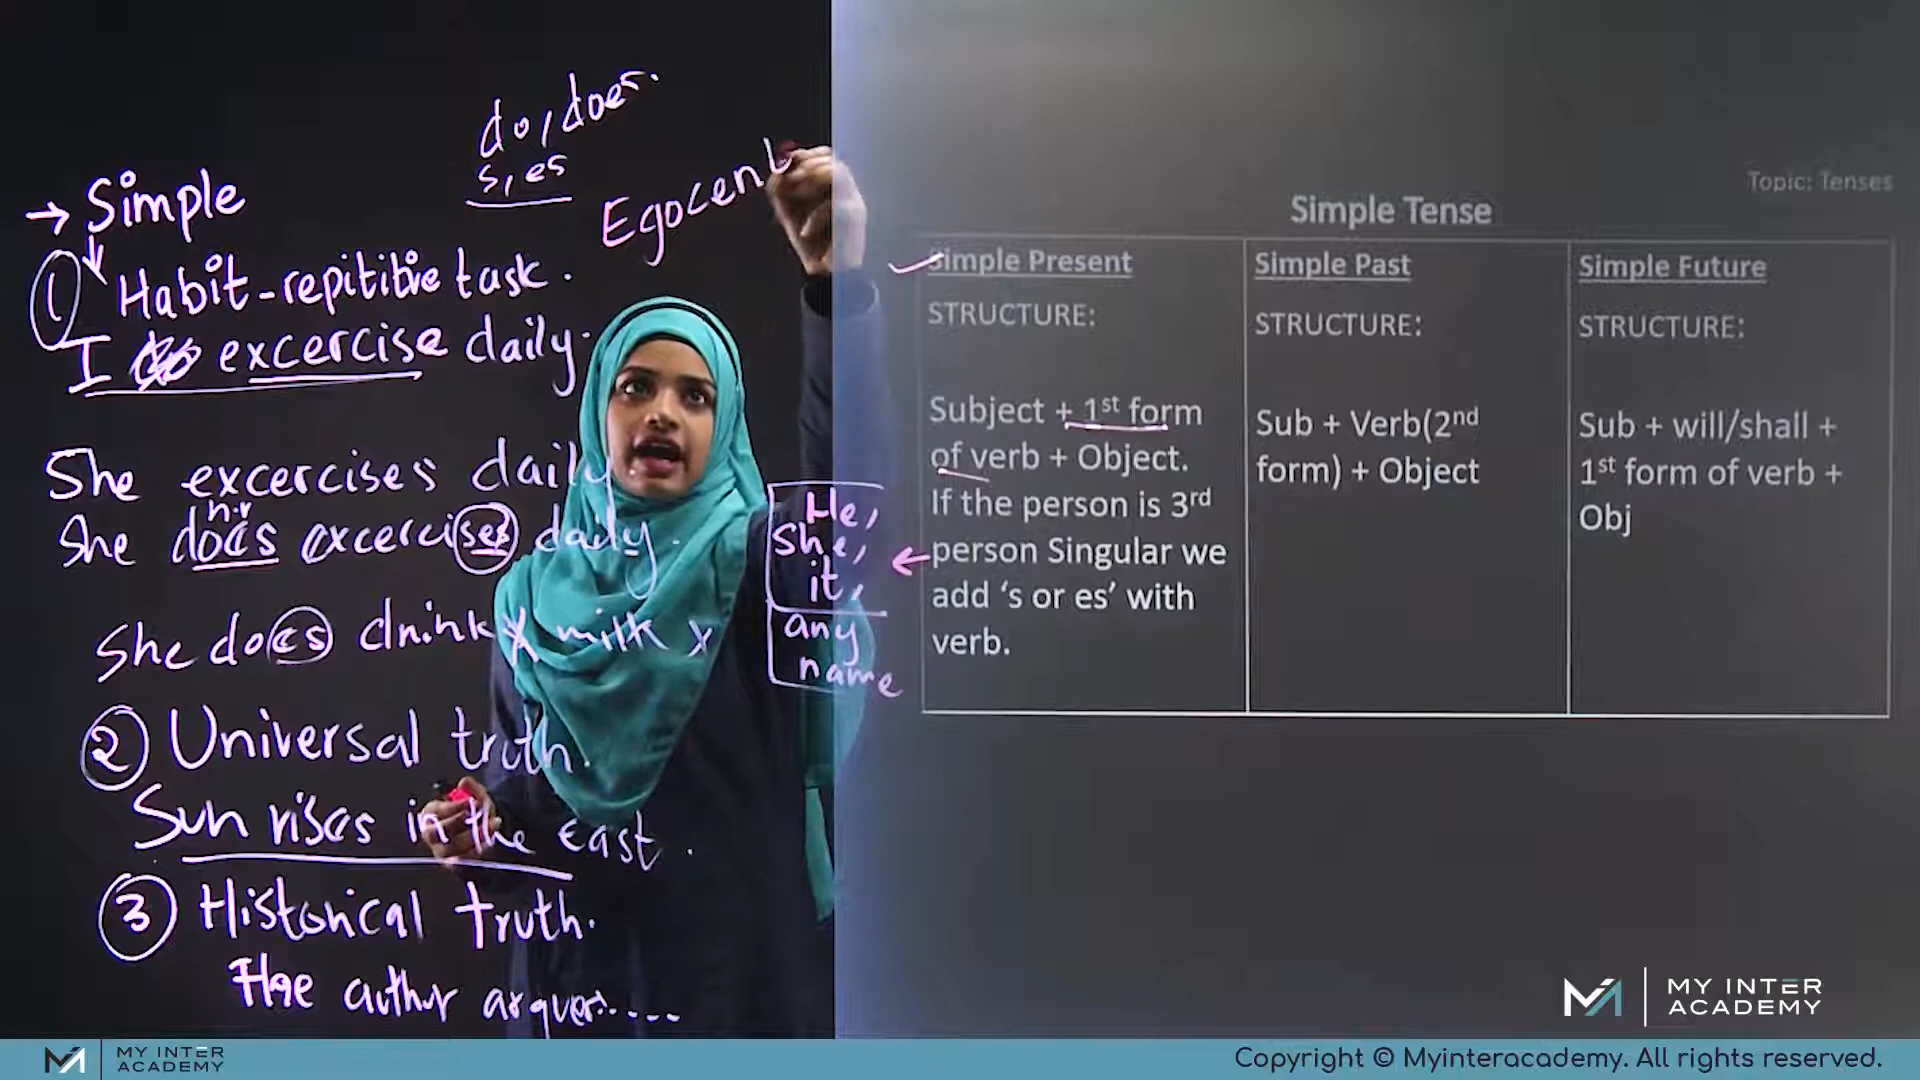 do, does.
s, es
→ Simple
Egocent
① Habit-repititive task.
I excercise daily.
She excercises daily
h.v
She does excercises daily.
She does drink x milk x
② Universal truth.
Sun rises in the east.
③ Historical truth.
The author argues.....
He,
She,
it,
any
name
Topic: Tenses
Simple Tense
Simple Present
STRUCTURE:
Subject + 1st form
of verb + Object.
If the person is 3rd
person Singular we
add ‘s or es’ with
verb.
Simple Past
STRUCTURE:
Sub + Verb(2nd
form) + Object
Simple Future
STRUCTURE:
Sub + will/shall +
1st form of verb +
Obj
MY INTER
ACADEMY
MY INTER
ACADEMY
Copyright © Myinteracademy. All rights reserved.